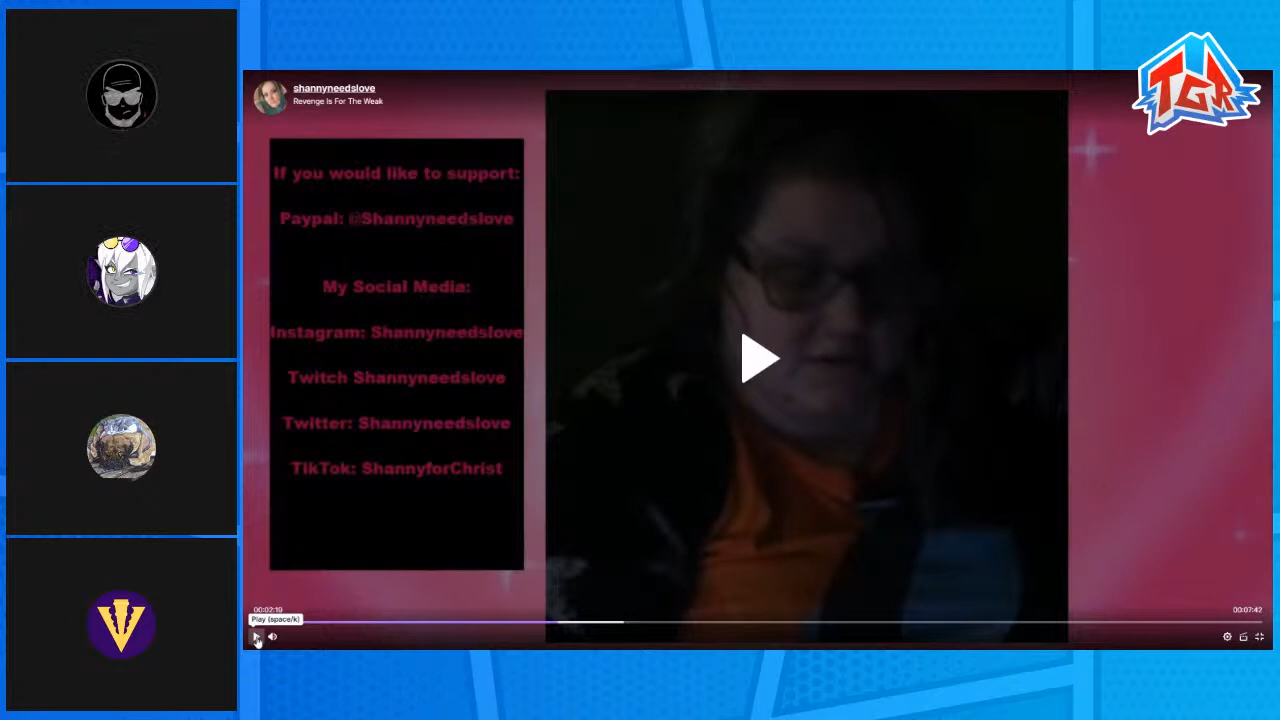 TGR
shannyneedslove
Revenge Is For The Weak
If you would like to support:
Paypal: @Shannyneedslove
My Social Media:
Instagram: Shannyneedslove
Twitch Shannyneedslove
Twitter: Shannyneedslove
TikTok: ShannyforChrist
00:02:19
00:07:42
Play (space/k)